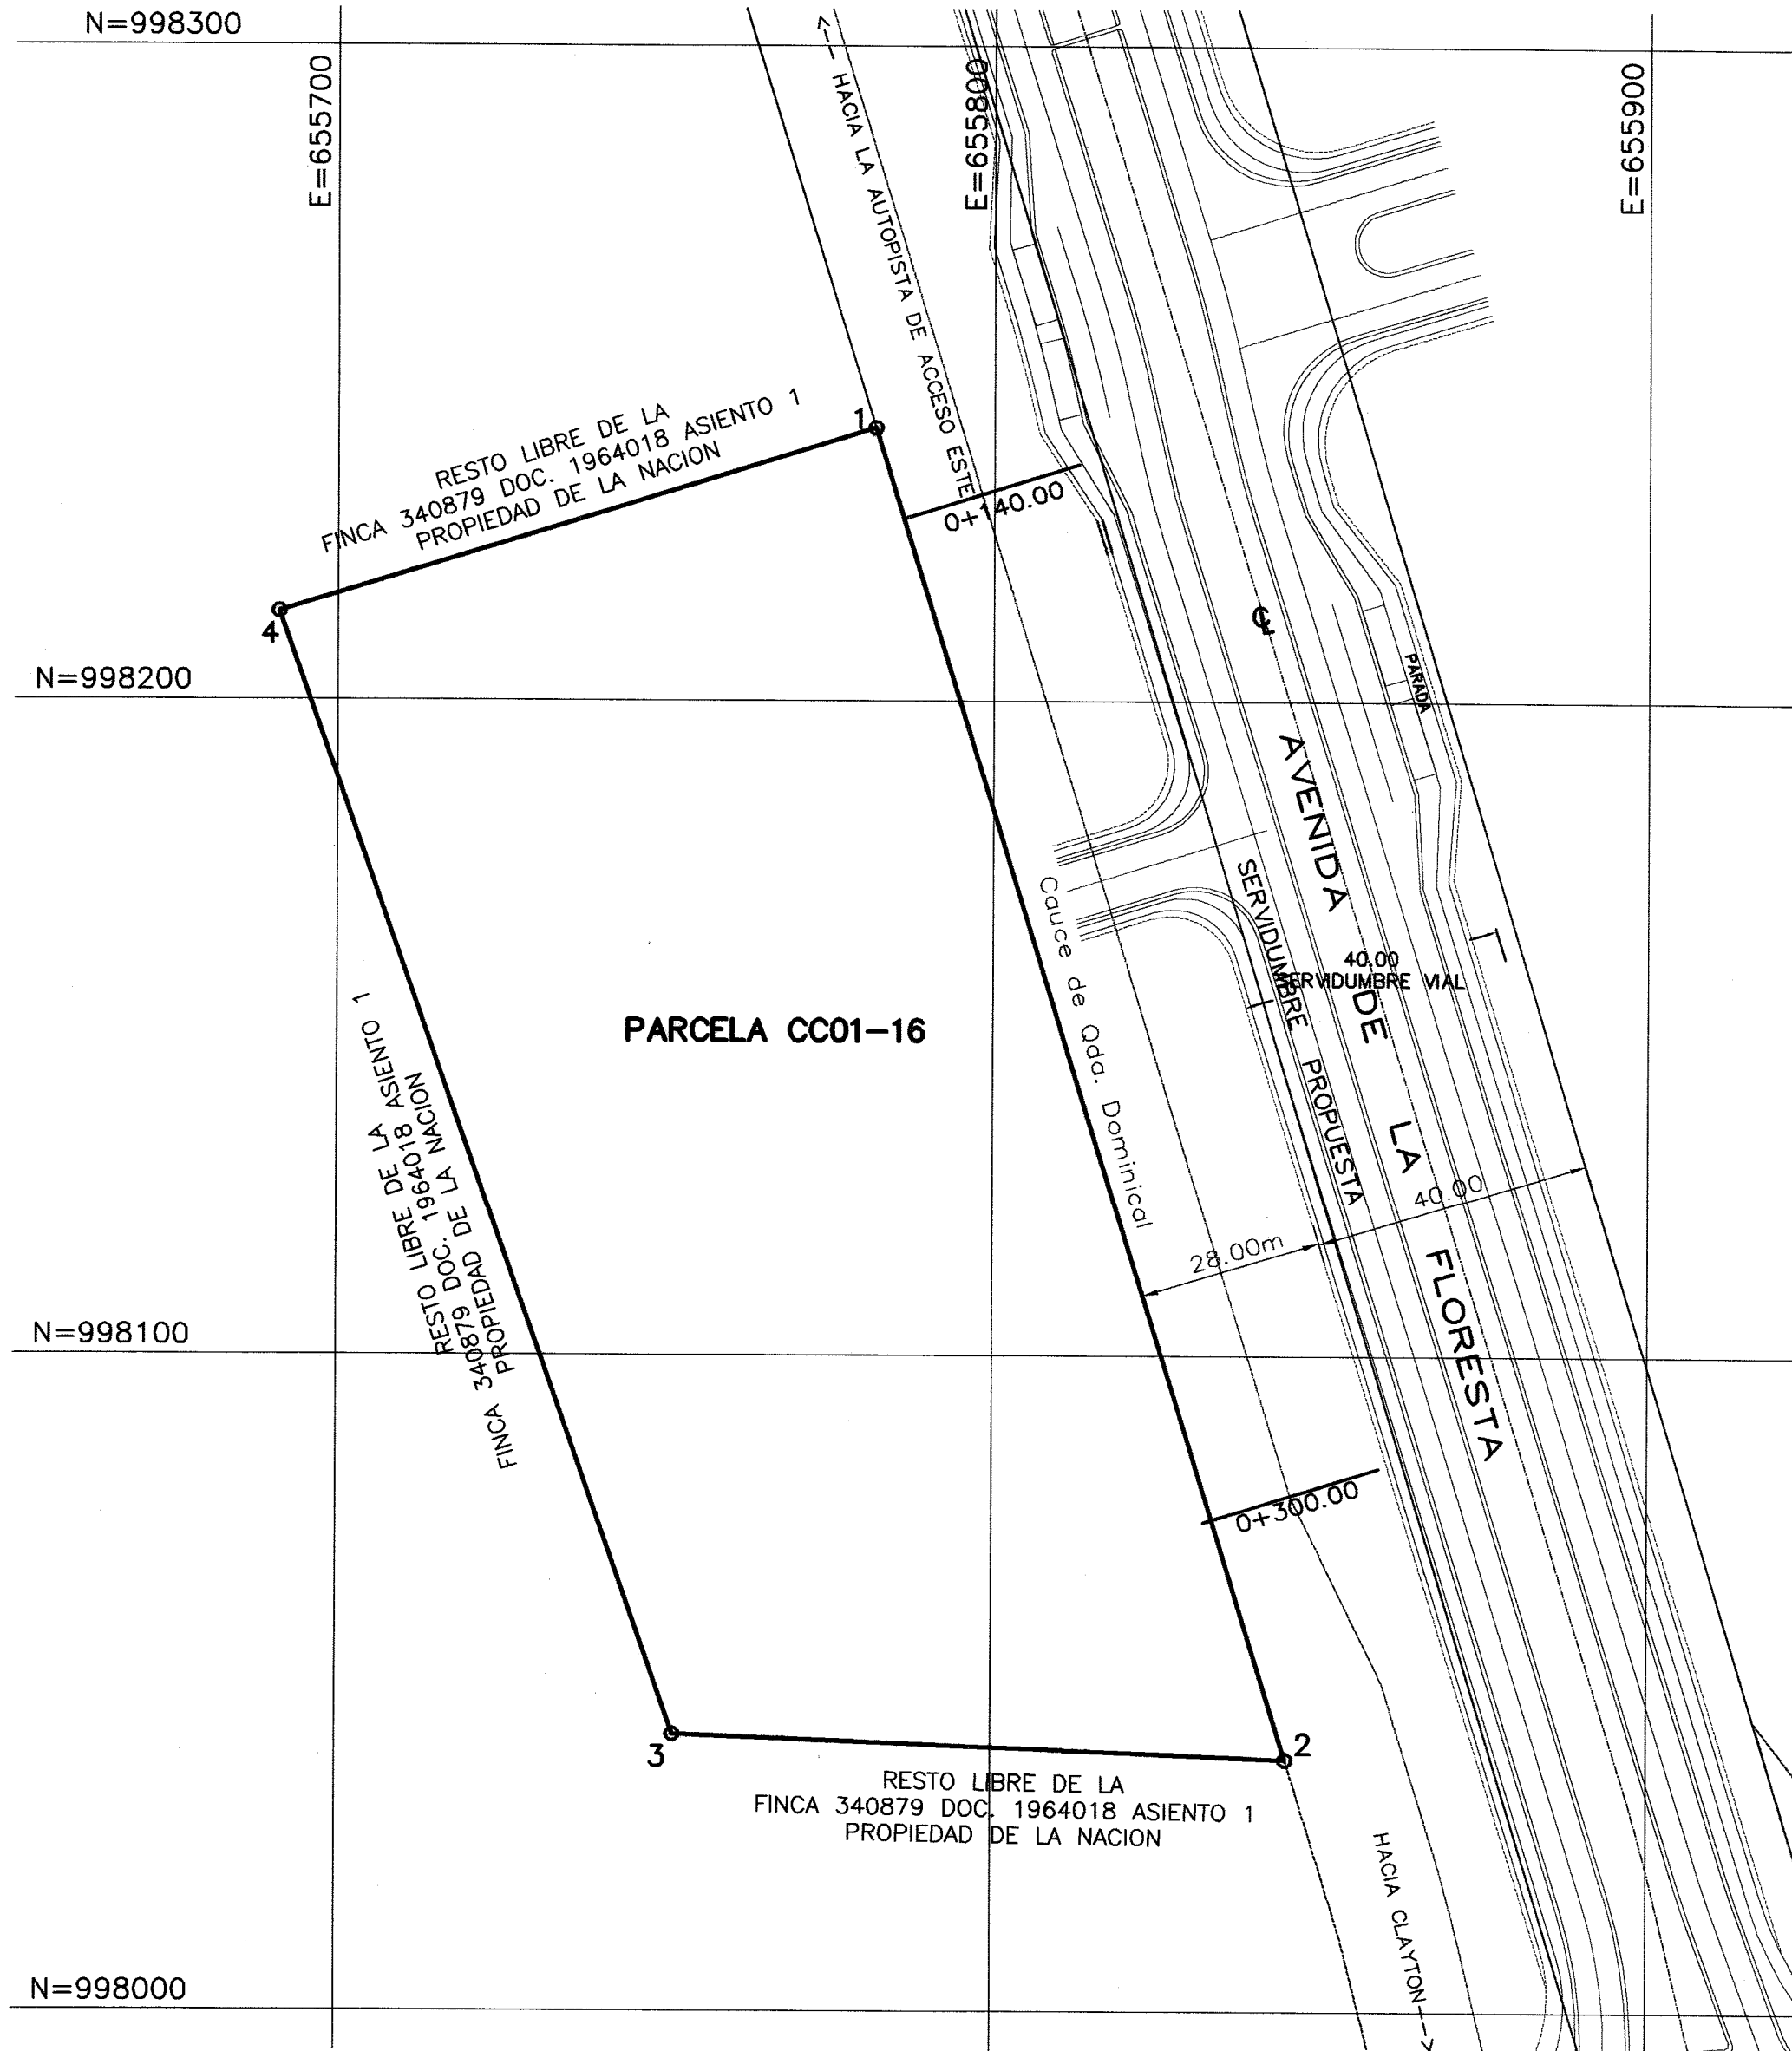 N=998300
E=655700
E=655800
E=655900
<-- HACIA LA AUTOPISTA DE ACCESO ESTE
RESTO LIBRE DE LA
FINCA 340879 DOC. 1964018 ASIENTO 1
PROPIEDAD DE LA NACION
1
0+140.00
4
N=998200
PARADA
AVENIDA DE LA FLORESTA
Cauce de Qda. Dominical
SERVIDUMBRE PROPUESTA
40.00
SERVIDUMBRE VIAL
PARCELA CC01-16
RESTO LIBRE DE LA
FINCA 340879 DOC. 1964018 ASIENTO 1
PROPIEDAD DE LA NACION
40.00
28.00m
N=998100
0+300.00
3
2
RESTO LIBRE DE LA
FINCA 340879 DOC. 1964018 ASIENTO 1
PROPIEDAD DE LA NACION
HACIA CLAYTON-->
N=998000